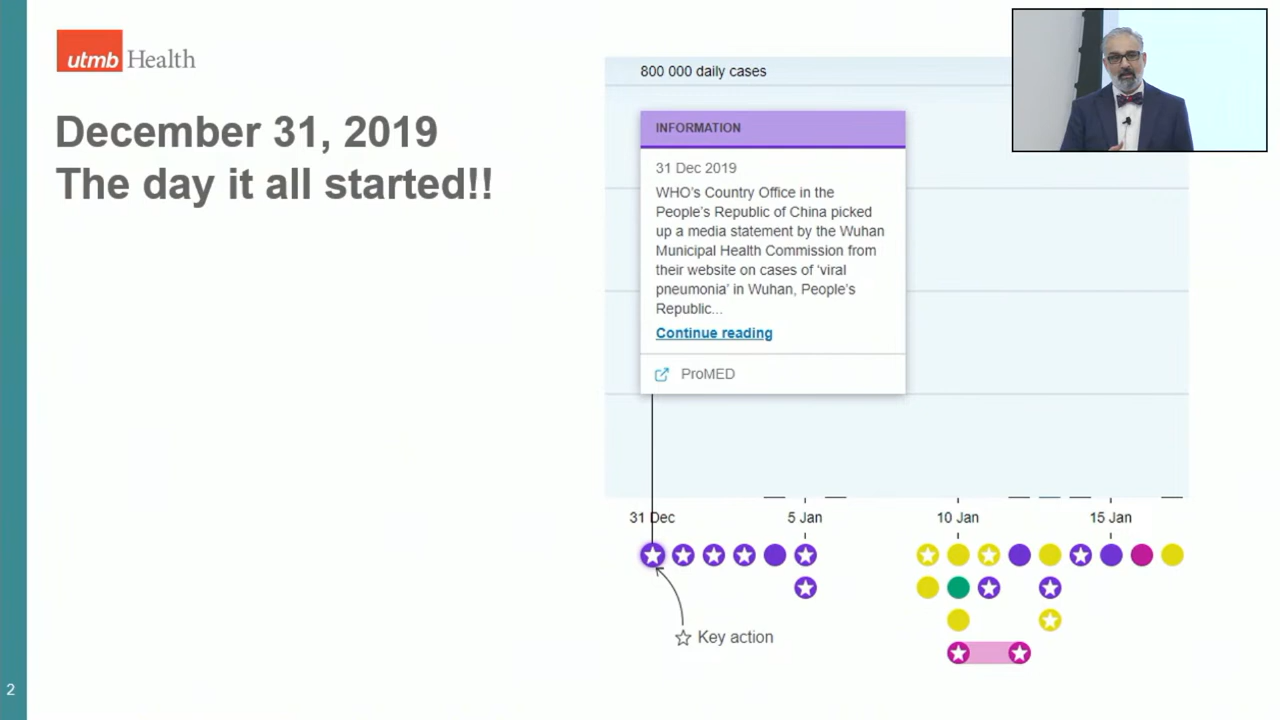 utmb Health
December 31, 2019
The day it all started!!
800 000 daily cases
INFORMATION
31 Dec 2019
WHO's Country Office in the
People's Republic of China picked
up a media statement by the Wuhan
Municipal Health Commission from
their website on cases of ‘viral
pneumonia’ in Wuhan, People's
Republic...
Continue reading
ProMED
31 Dec
5 Jan
10 Jan
15 Jan
Key action
2